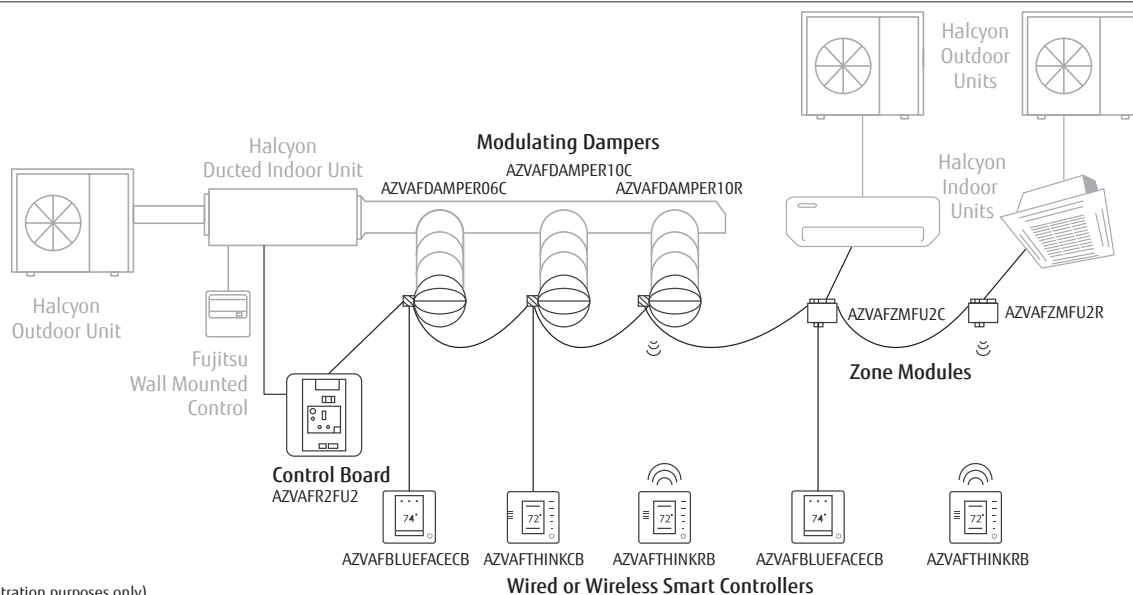 Halcyon
Outdoor
Units
Modulating Dampers
Halcyon
Ducted Indoor Unit
AZVAFDAMPER10C
AZVAFDAMPER06C
AZVAFDAMPER10R
Halcyon
Indoor
Units
Halcyon
Outdoor Unit
AZVAFZMFU2C
AZVAFZMFU2R
Fujitsu
Wall Mounted
Control
Zone Modules
Control Board
AZVAFR2FU2
74°
72°
72°
74°
72°
AZVAFBLUEFACECB
AZVAFTHINKCB
AZVAFTHINKRB
AZVAFBLUEFACECB
AZVAFTHINKRB
Wired or Wireless Smart Controllers
tration purposes only)